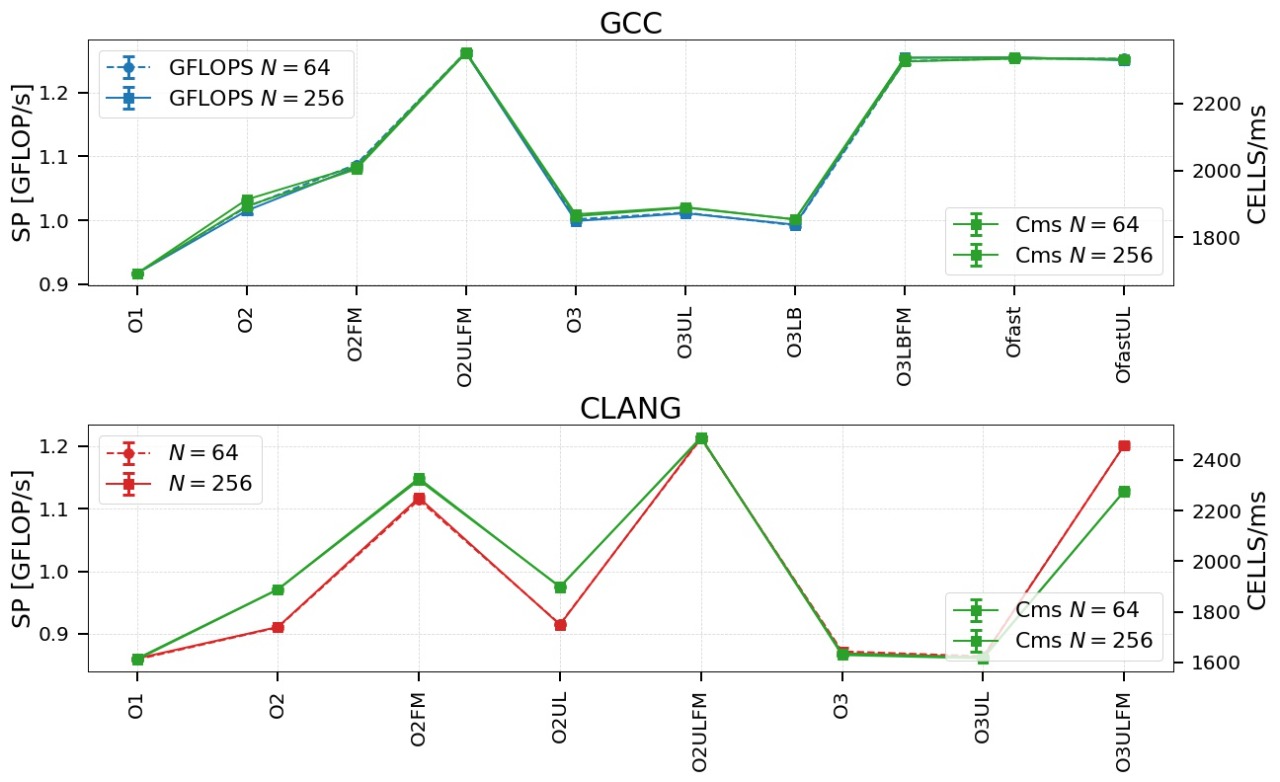 GCC
SP [GFLOP/s]
1.2
1.1
1.0
0.9
GFLOPS N = 64
GFLOPS N = 256
Cms N = 64
Cms N = 256
2200
2000
1800
CELLS/ms
O1
O2
O2FM
O2ULFM
O3
O3UL
O3LB
O3LBFM
Ofast
OfastUL
CLANG
SP [GFLOP/s]
1.2
1.1
1.0
0.9
N = 64
N = 256
Cms N = 64
Cms N = 256
2400
2200
2000
1800
1600
CELLS/ms
O1
O2
O2FM
O2UL
O2ULFM
O3
O3UL
O3ULFM